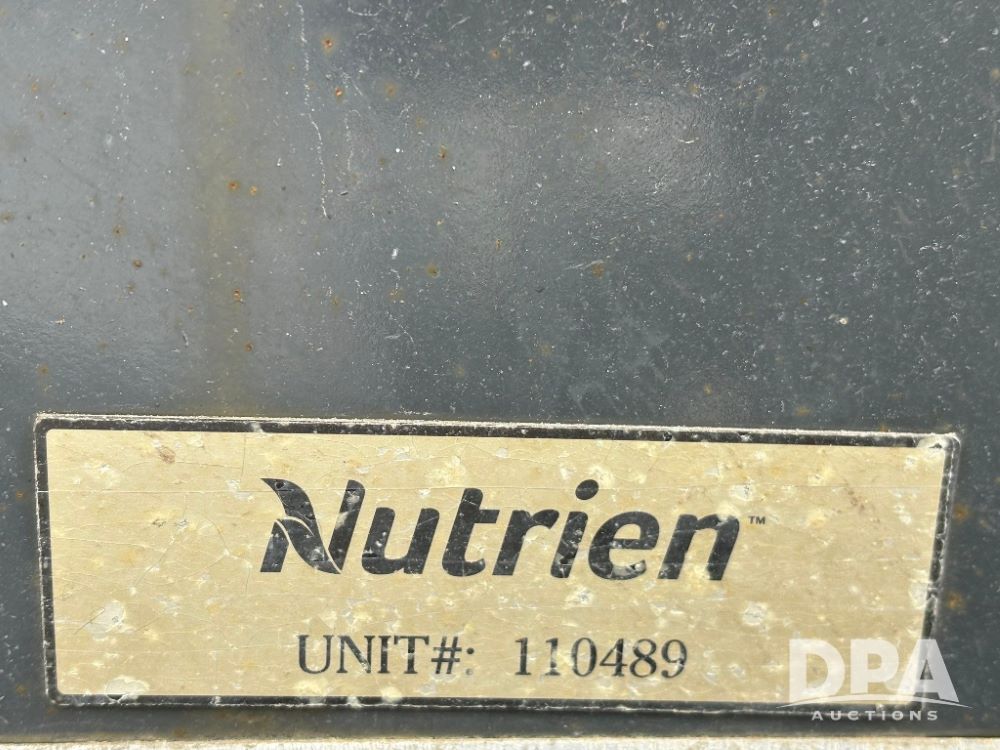 Nutrien™
UNIT#: 110489
DPA
AUCTIONS